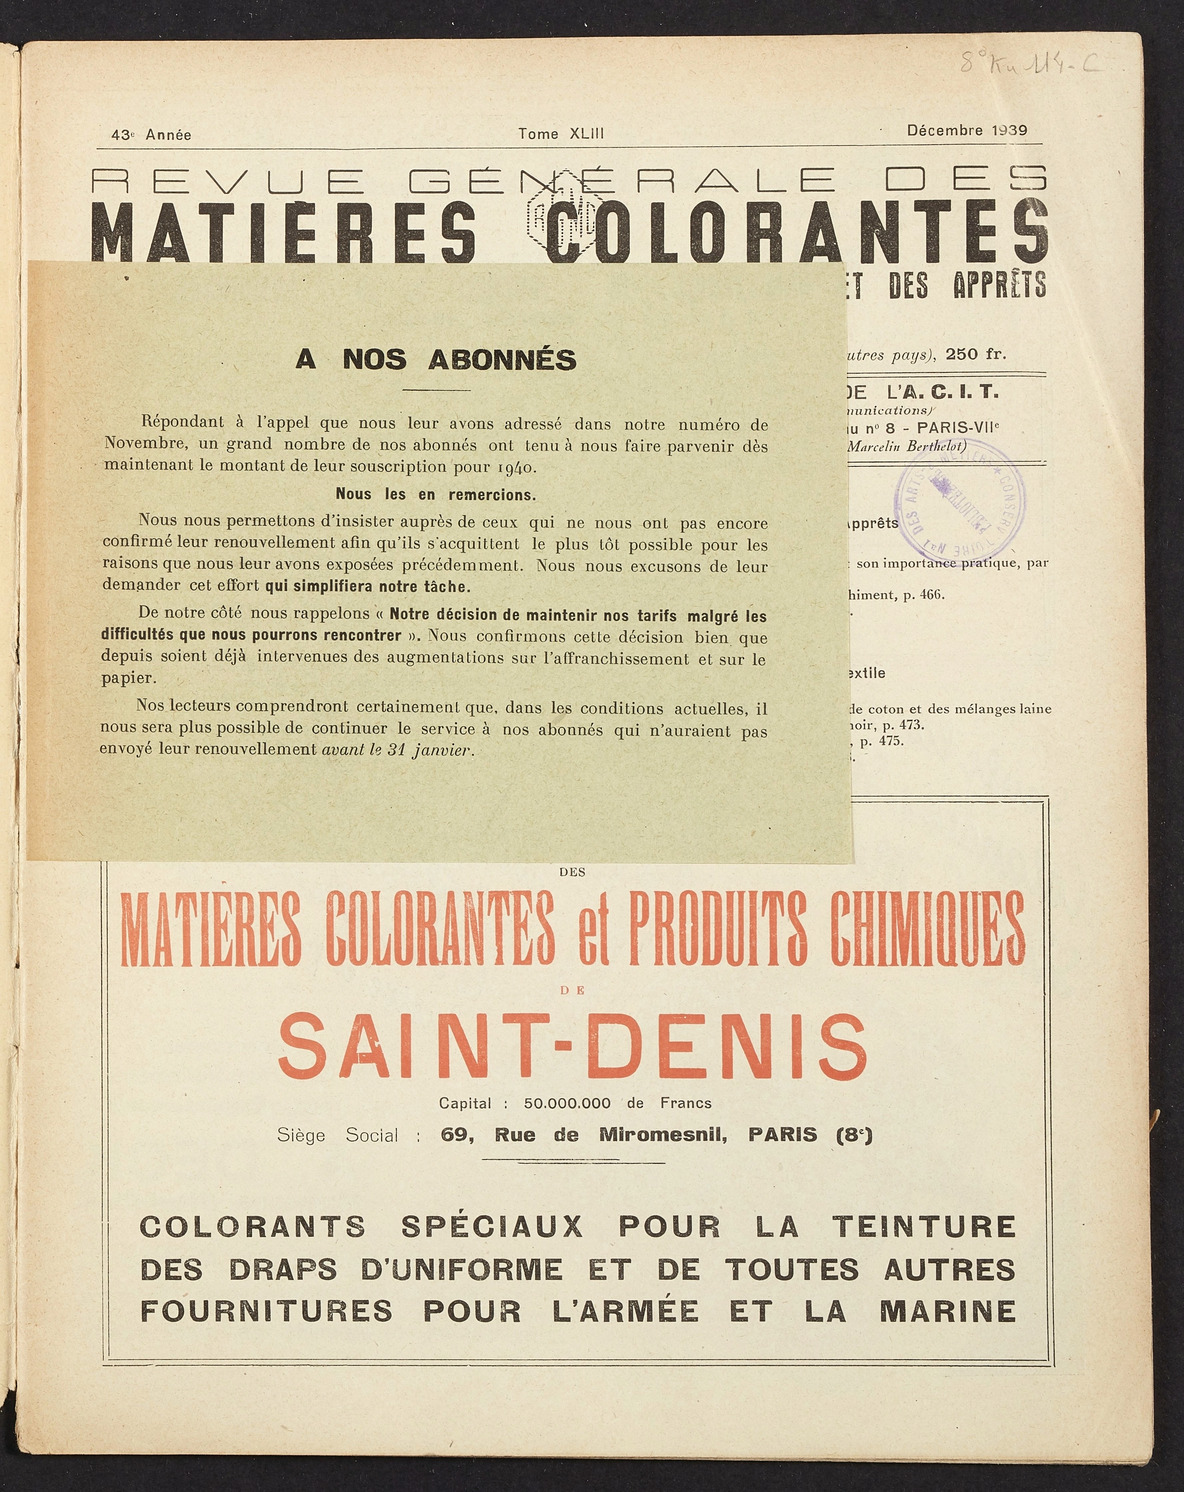 8° Ku 114-C
43e Année Tome XLIII Décembre 1939
REVUE GÉNÉRALE DES
MATIÈRES COLORANTES
ET DES APPRÊTS
utres pays), 250 fr.
DE L'A. C. I. T.
munications)
u nº 8 - PARIS-VIIe
Marcelin Berthelot)
Apprêts
: son importance pratique, par
himent, p. 466.
extile
de coton et des mélanges laine
noir, p. 473.
, p. 475.
A NOS ABONNÉS
Répondant à l'appel que nous leur avons adressé dans notre numéro de
Novembre, un grand nombre de nos abonnés ont tenu à nous faire parvenir dès
maintenant le montant de leur souscription pour 1940.
Nous les en remercions.
Nous nous permettons d'insister auprès de ceux qui ne nous ont pas encore
confirmé leur renouvellement afin qu'ils s'acquittent le plus tôt possible pour les
raisons que nous leur avons exposées précédemment. Nous nous excusons de leur
demander cet effort qui simplifiera notre tâche.
De notre côté nous rappelons « Notre décision de maintenir nos tarifs malgré les
difficultés que nous pourrons rencontrer ». Nous confirmons cette décision bien que
depuis soient déjà intervenues des augmentations sur l'affranchissement et sur le
papier.
Nos lecteurs comprendront certainement que, dans les conditions actuelles, il
nous sera plus possible de continuer le service à nos abonnés qui n'auraient pas
envoyé leur renouvellement avant le 31 janvier.
DES
MATIÈRES COLORANTES et PRODUITS CHIMIQUES
DE
SAINT-DENIS
Capital : 50.000.000 de Francs
Siège Social : 69, Rue de Miromesnil, PARIS (8e)
COLORANTS SPÉCIAUX POUR LA TEINTURE
DES DRAPS D'UNIFORME ET DE TOUTES AUTRES
FOURNITURES POUR L'ARMÉE ET LA MARINE